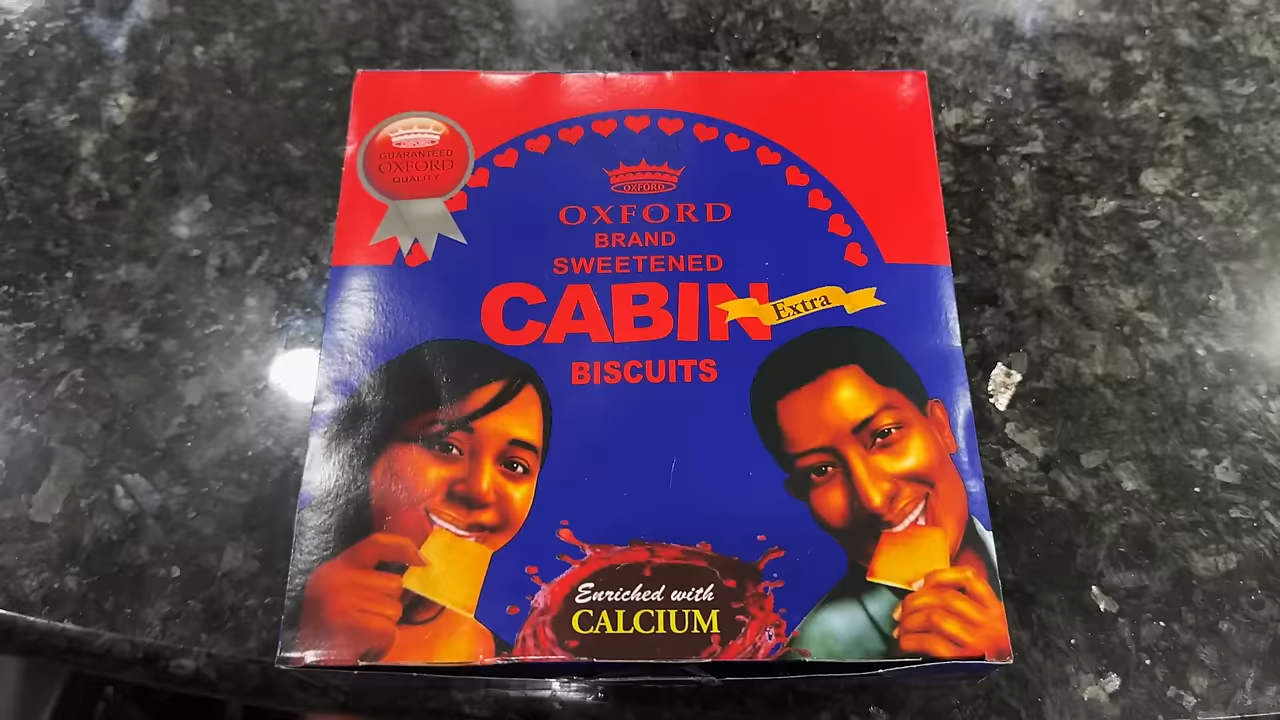 GUARANTEED
OXFORD
QUALITY
OXFORD
OXFORD
BRAND
SWEETENED
CABIN
Extra
BISCUITS
Enriched with
CALCIUM